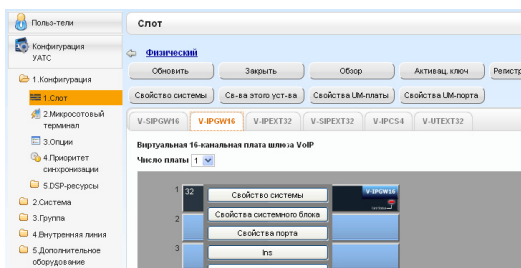 Польз-тели
Конфигурация
УАТС
1.Конфигурация
1.Слот
2.Микросотовый
терминал
3.Опции
4.Приоритет
синхронизации
5.DSP-ресурсы
2.Система
3.Группа
4.Внутренняя линия
5.Дополнительное
оборудование
Слот
Физический
Обновить Закрыть Обзор Активац. ключ Регистр
Свойство системы Св-ва этого уст-ва Свойства UM-платы Свойства UM-порта
V-SIPGW16 V-IPGW16 V-IPEXT32 V-SIPEXT32 V-IPCS4 V-UTEXT32
Виртуальная 16-канальная плата шлюза VoIP
Число платы 1
1 32 Свойство системы V-IPGW16
2 Свойства системного блока
Свойства порта
3 Ins